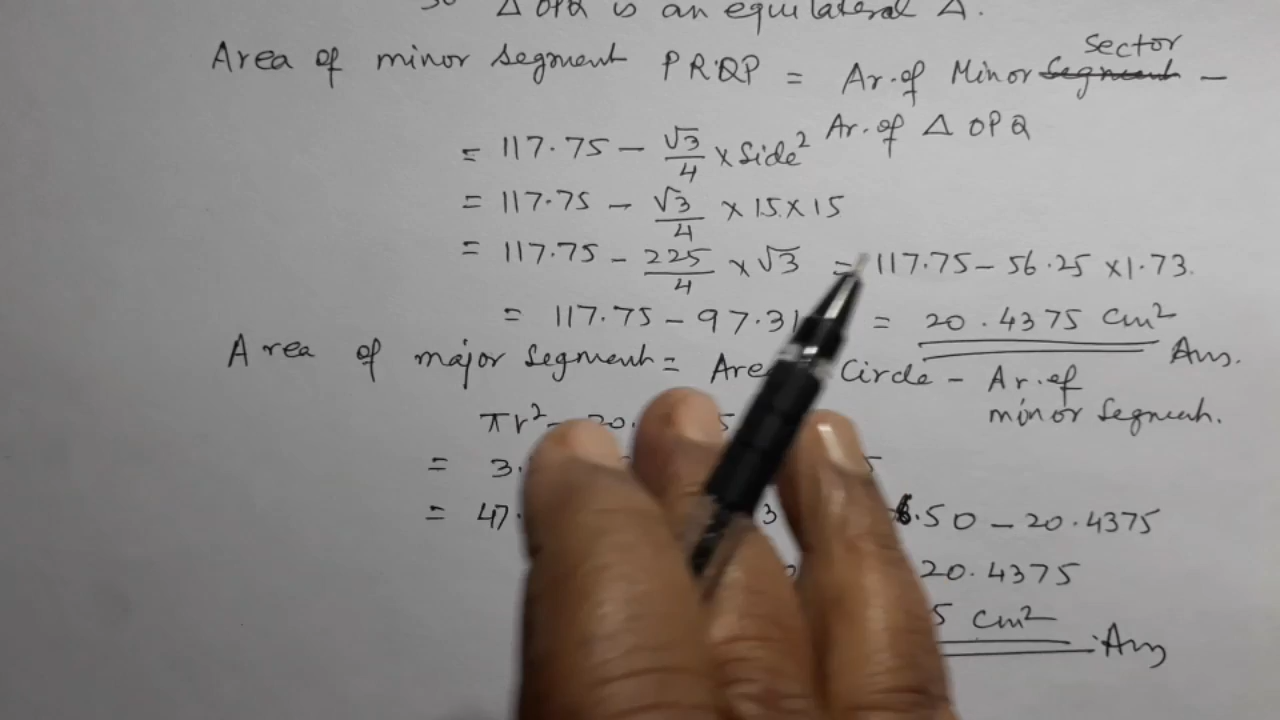 So Δ OPQ is an equilateral Δ.
Area of minor segment PRQP = Ar. of Minor Sector -
Ar. of Δ OPQ
= 117.75 - √3/4 × Side²
= 117.75 - √3/4 × 15 × 15
= 117.75 - 225/4 × √3 = 117.75 - 56.25 × 1.73
= 117.75 - 97.31 = 20.4375 cm² Ans.
Area of major segment = Circle - Ar. of
minor segment.
πr² -
= 3.
= 47. .50 - 20.4375
20.4375
5 cm² Ans